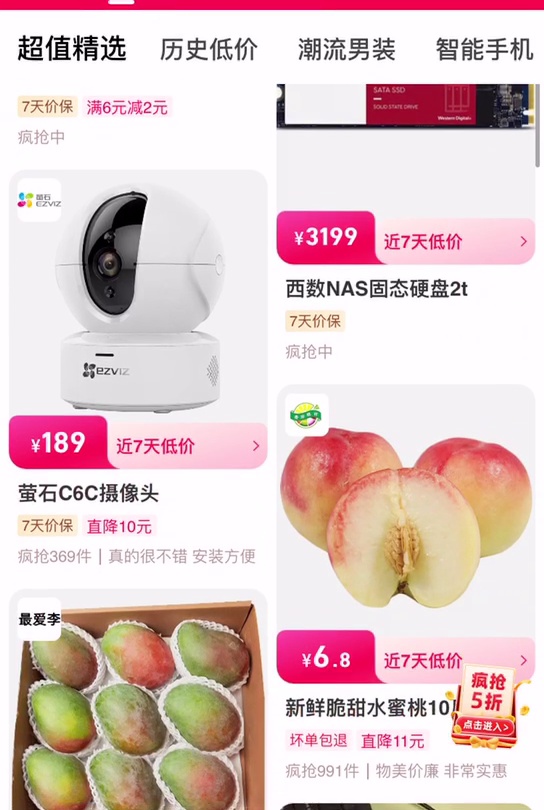 超值精选
历史低价
潮流男装
智能手机
7天价保
满6元减2元
疯抢中
萤石
EZVIZ
ezviz
¥189
近7天低价
萤石C6C摄像头
7天价保
直降10元
疯抢369件
真的很不错 安装方便
最爱李
SATA SSD
SOLID STATE DRIVE
Western Digital
¥3199
近7天低价
西数NAS固态硬盘2t
7天价保
疯抢中
¥6.8
近7天低价
新鲜脆甜水蜜桃10
坏单包退
直降11元
疯抢991件
物美价廉 非常实惠
疯抢
5折
点击进入